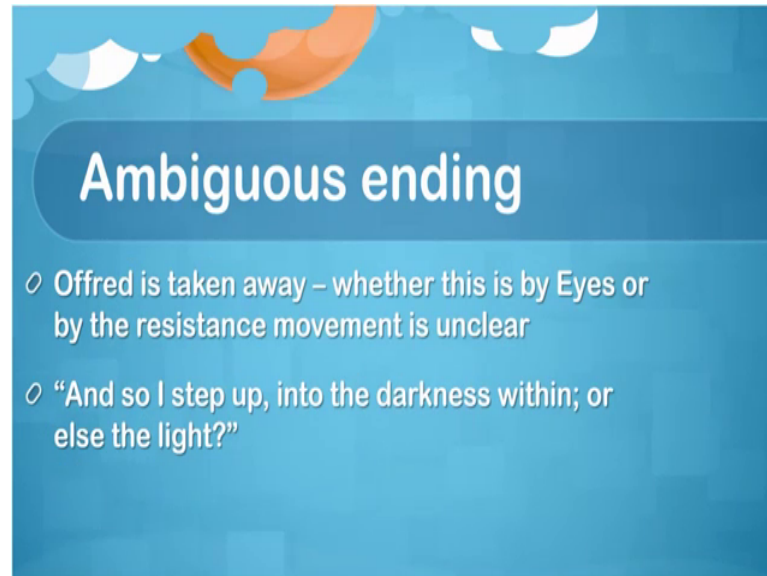 Ambiguous ending
Offred is taken away – whether this is by Eyes or
by the resistance movement is unclear
“And so I step up, into the darkness within; or
else the light?”